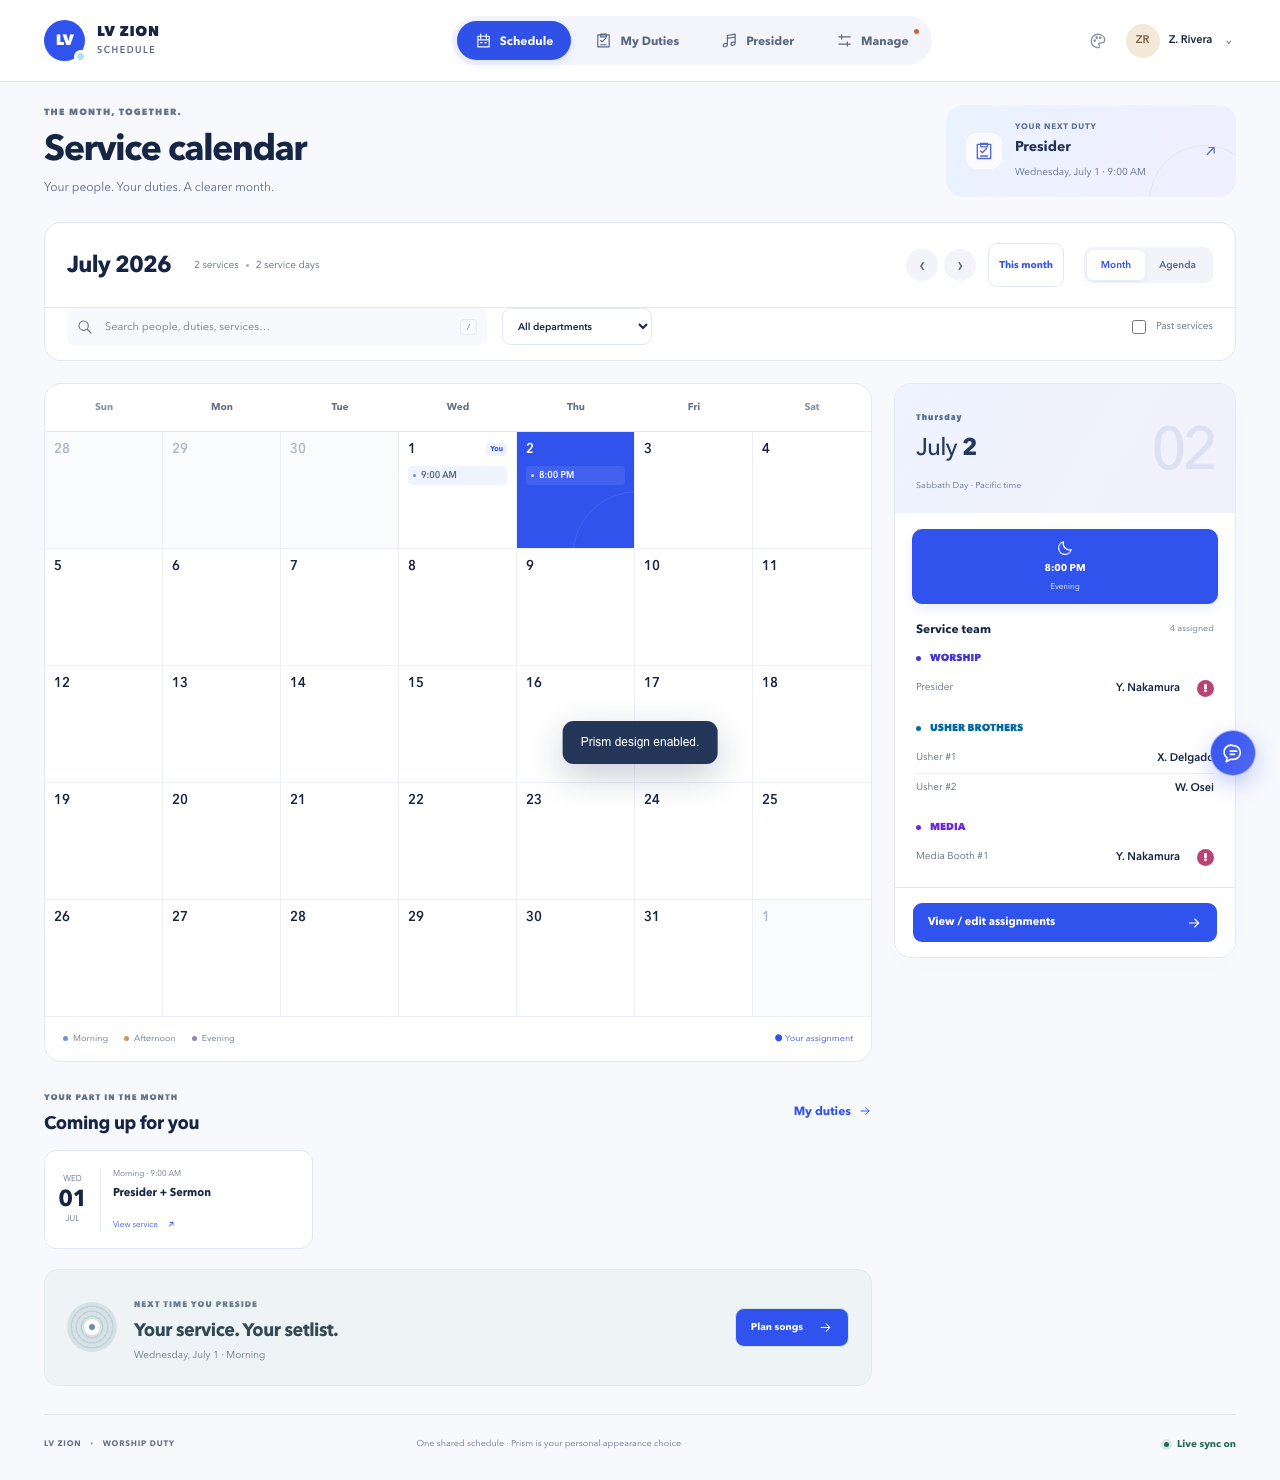 LV
LV ZION
SCHEDULE
Schedule
My Duties
Presider
Manage
ZR
Z. Rivera
THE MONTH, TOGETHER.
Service calendar
Your people. Your duties. A clearer month.
YOUR NEXT DUTY
Presider
Wednesday, July 1 · 9:00 AM
July 2026
2 services • 2 service days
This month
Month
Agenda
Search people, duties, services…
/
All departments
Past services
Sun Mon Tue Wed Thu Fri Sat
28 29 30 1 You 2 3 4
9:00 AM 8:00 PM
5 6 7 8 9 10 11
12 13 14 15 16 17 18
19 20 21 22 23 24 25
26 27 28 29 30 31 1
Prism design enabled.
Morning Afternoon Evening
Your assignment
Thursday
July 2
02
Sabbath Day · Pacific time
8:00 PM
Evening
Service team
4 assigned
WORSHIP
Presider Y. Nakamura !
USHER BROTHERS
Usher #1 X. Delgado
Usher #2 W. Osei
MEDIA
Media Booth #1 Y. Nakamura !
View / edit assignments
YOUR PART IN THE MONTH
Coming up for you
My duties
WED
01
JUL
Morning · 9:00 AM
Presider + Sermon
View service
NEXT TIME YOU PRESIDE
Your service. Your setlist.
Wednesday, July 1 · Morning
Plan songs
LV ZION • WORSHIP DUTY
One shared schedule · Prism is your personal appearance choice
Live sync on